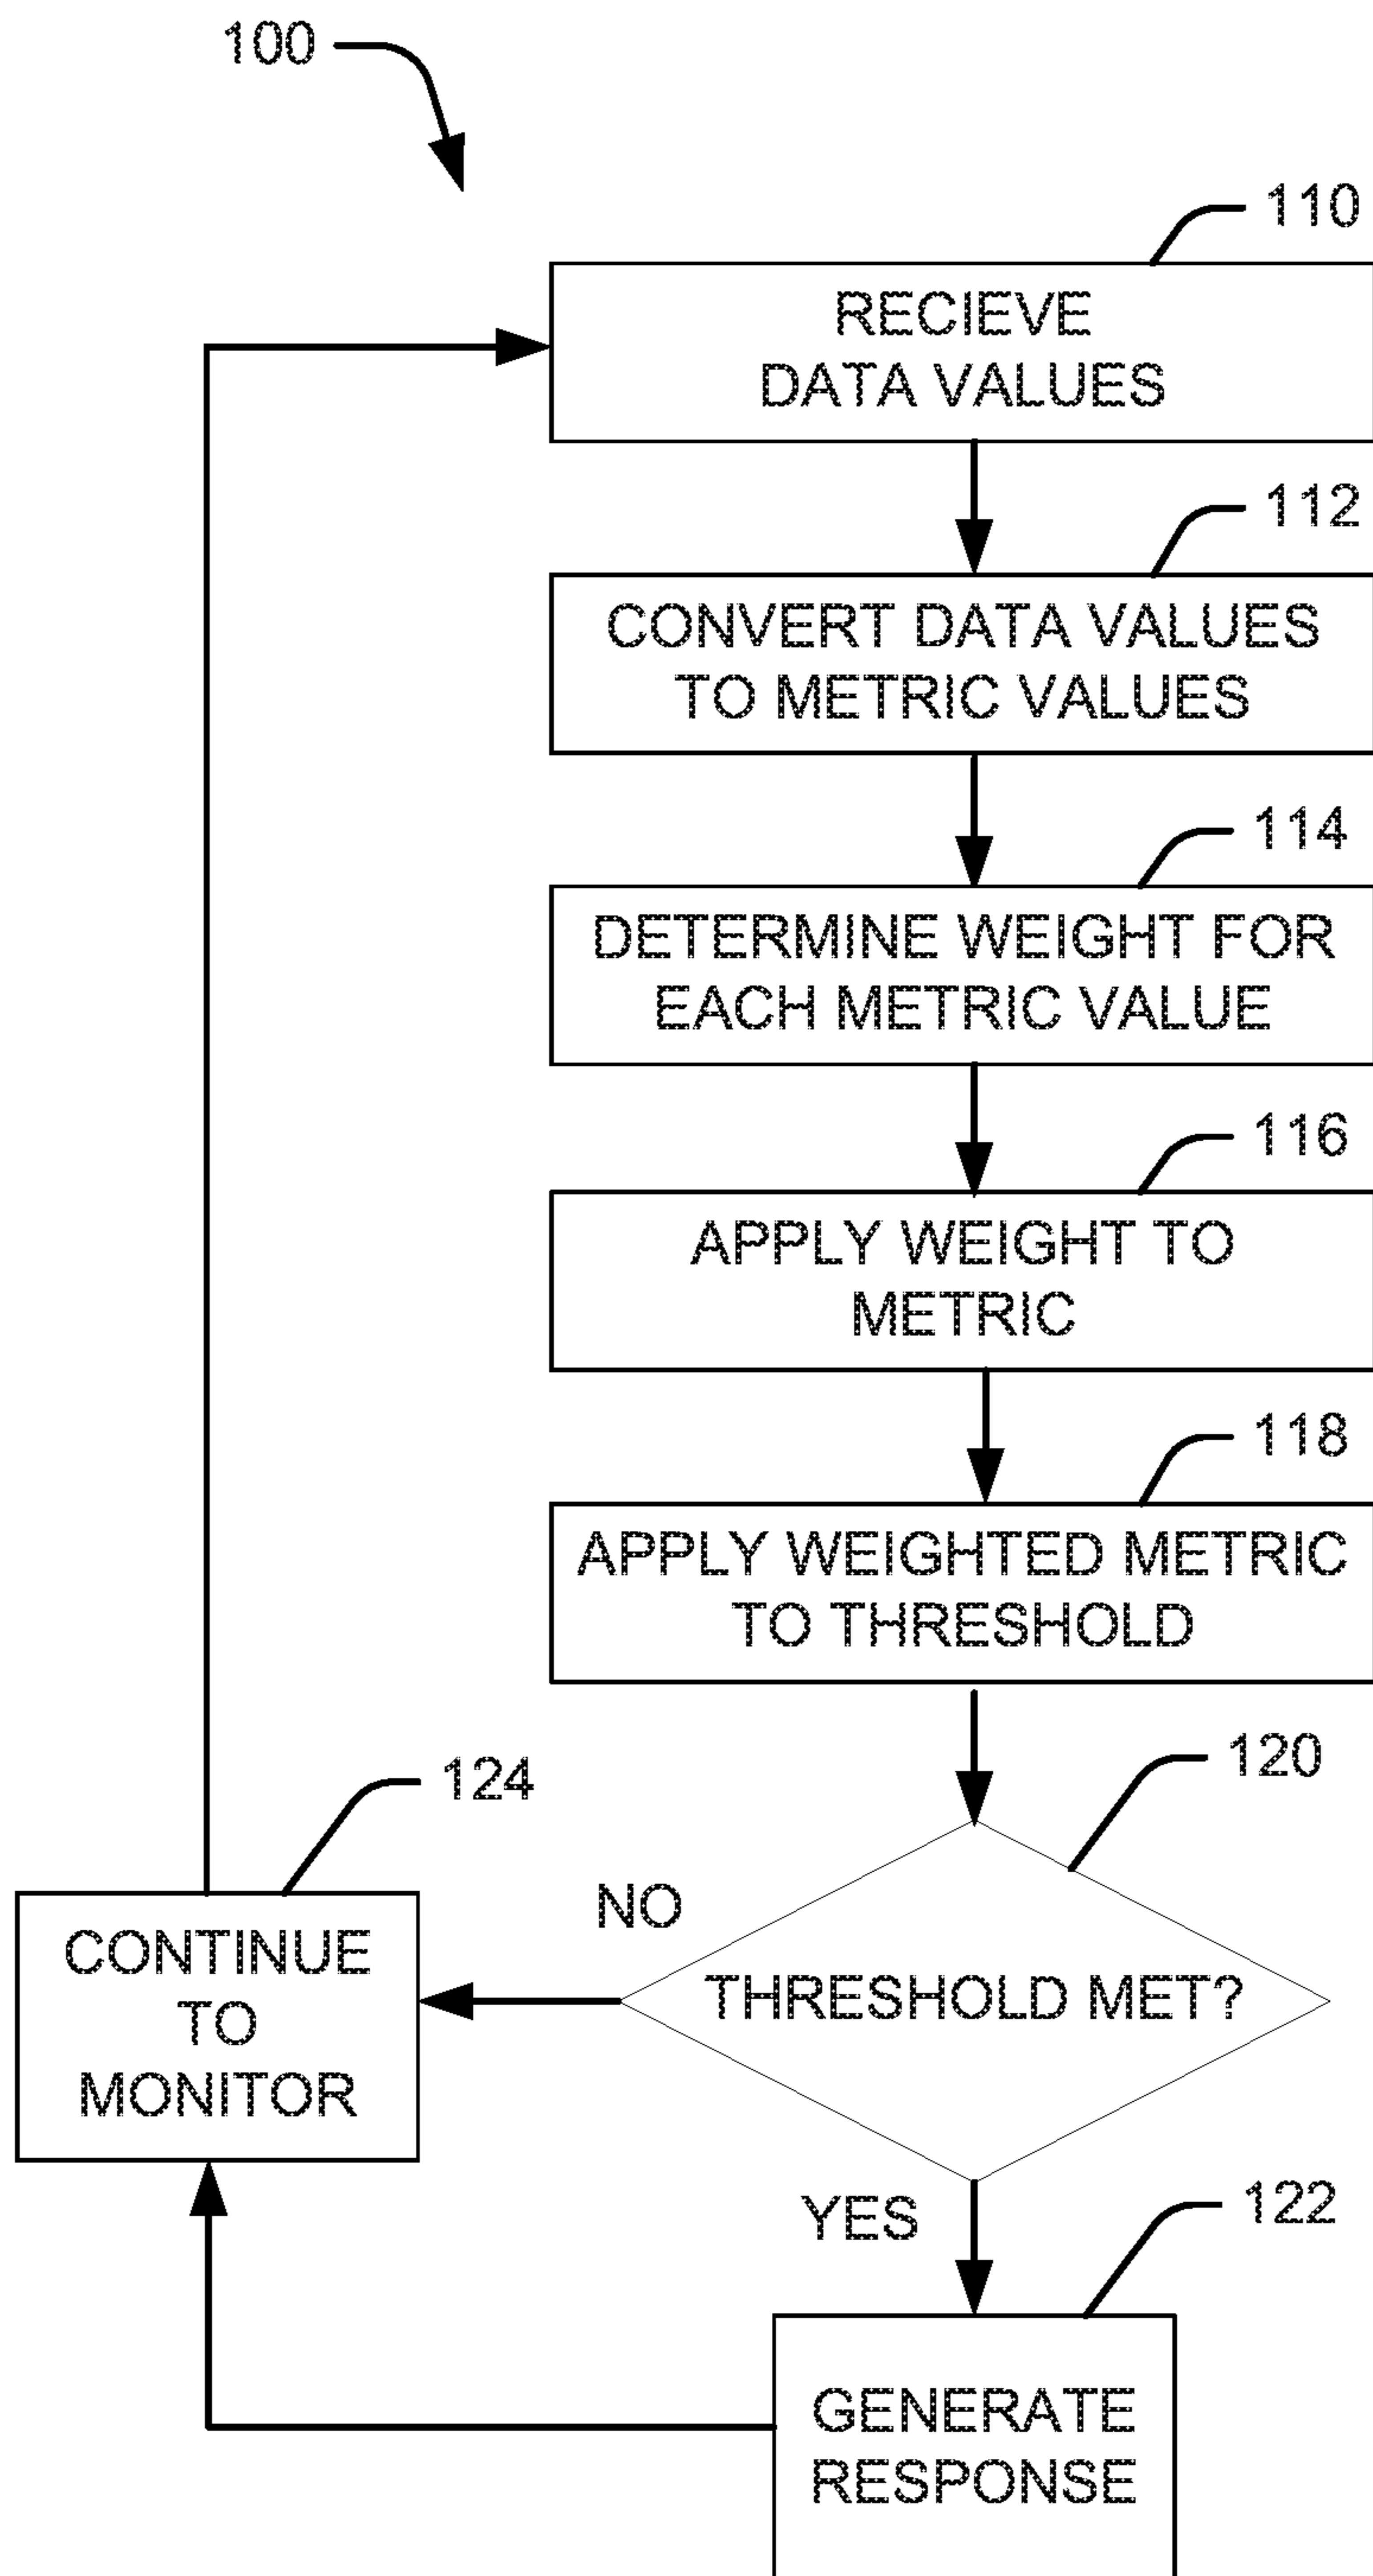 100
110
RECIEVE
DATA VALUES
112
CONVERT DATA VALUES
TO METRIC VALUES
114
DETERMINE WEIGHT FOR
EACH METRIC VALUE
116
APPLY WEIGHT TO
METRIC
118
APPLY WEIGHTED METRIC
TO THRESHOLD
120
THRESHOLD MET?
NO
124
CONTINUE
TO
MONITOR
YES
122
GENERATE
RESPONSE